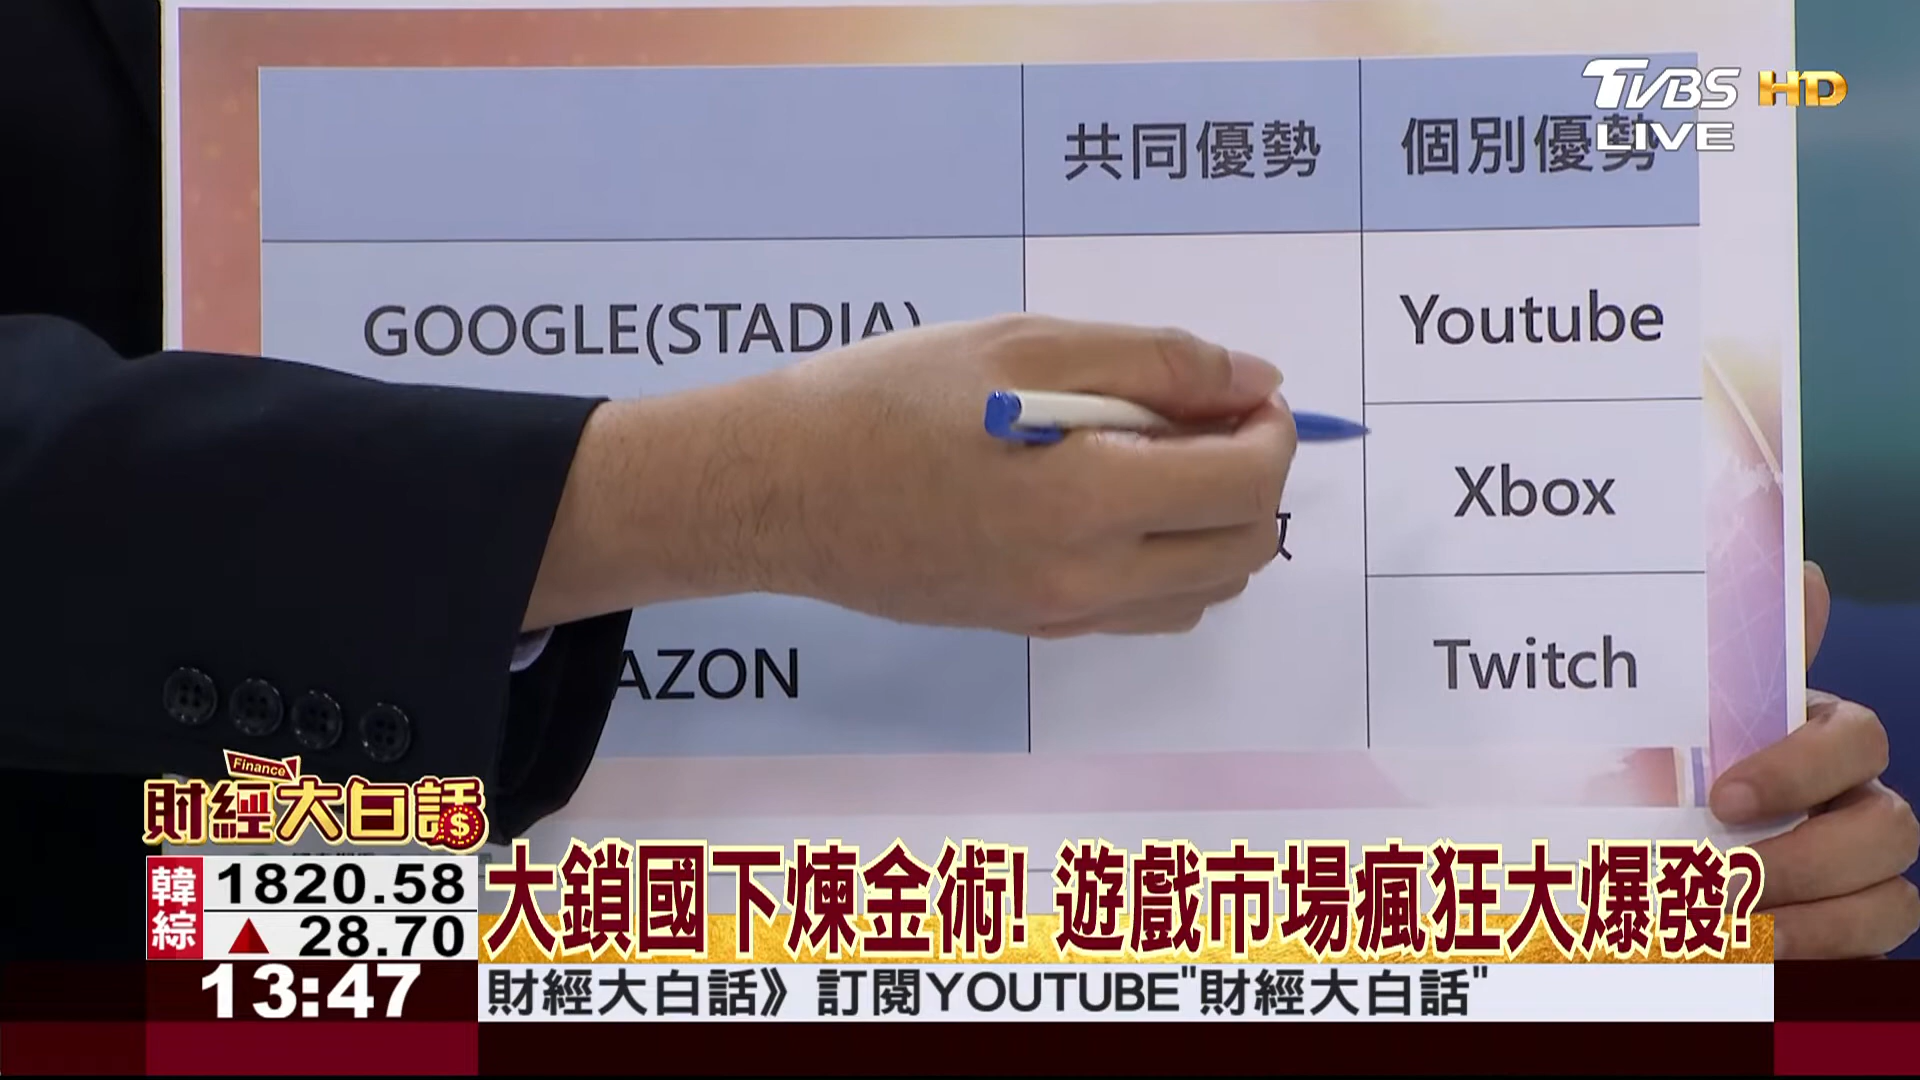 TVBS HD
LIVE
共同優勢
個別優勢
GOOGLE(STADIA)
Youtube
Xbox
AZON
Twitch
Finance
財經大白話
韓綜
1820.58
▲ 28.70
13:47
大鎖國下煉金術! 遊戲市場瘋狂大爆發?
財經大白話》訂閱YOUTUBE"財經大白話"